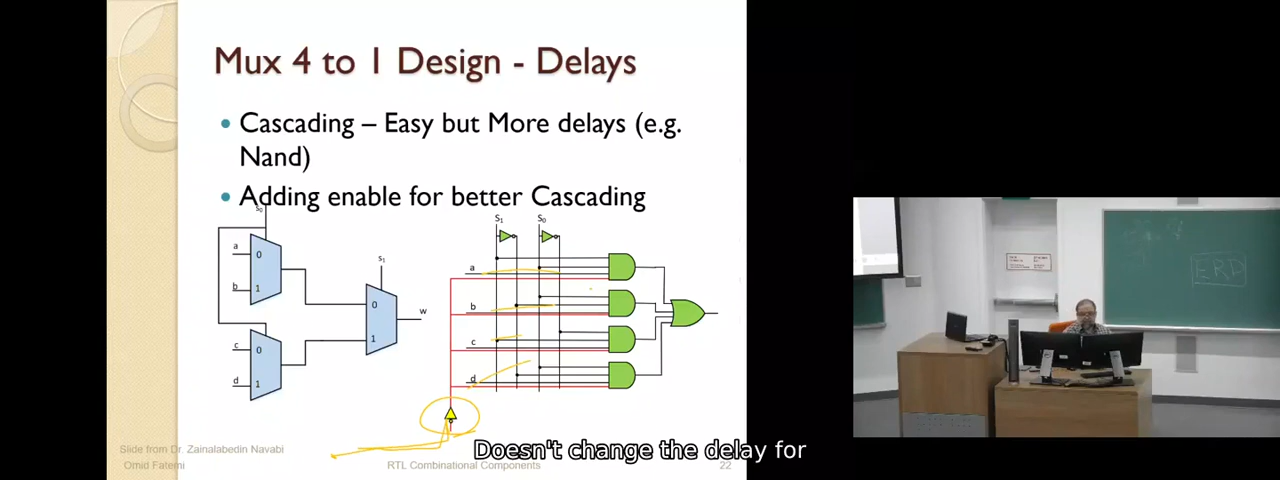 Mux 4 to 1 Design - Delays
Cascading – Easy but More delays (e.g.
Nand)
Adding enable for better Cascading
s0
a
0
b
1
c
0
d
1
s1
0
1
w
S1
S0
a
b
c
d
ERD
Slide from Dr. Zainalabedin Navabi
Omid Fatemi
RTL Combinational Components
22
Doesn't change the delay for